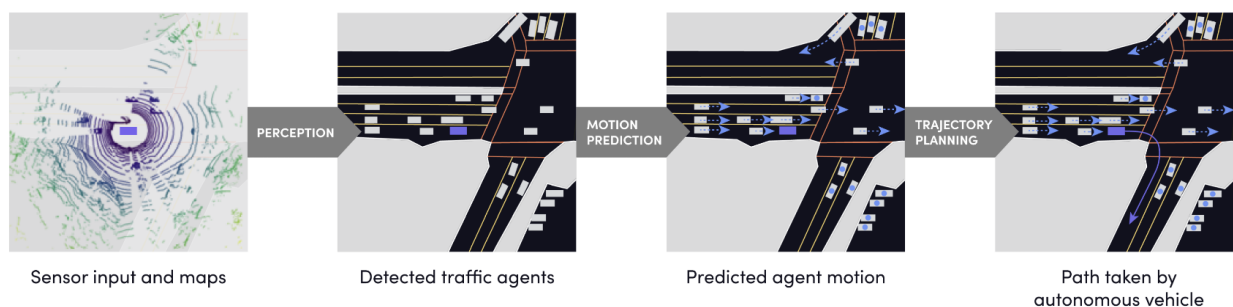 PERCEPTION
MOTION
PREDICTION
TRAJECTORY
PLANNING
Sensor input and maps
Detected traffic agents
Predicted agent motion
Path taken by
autonomous vehicle